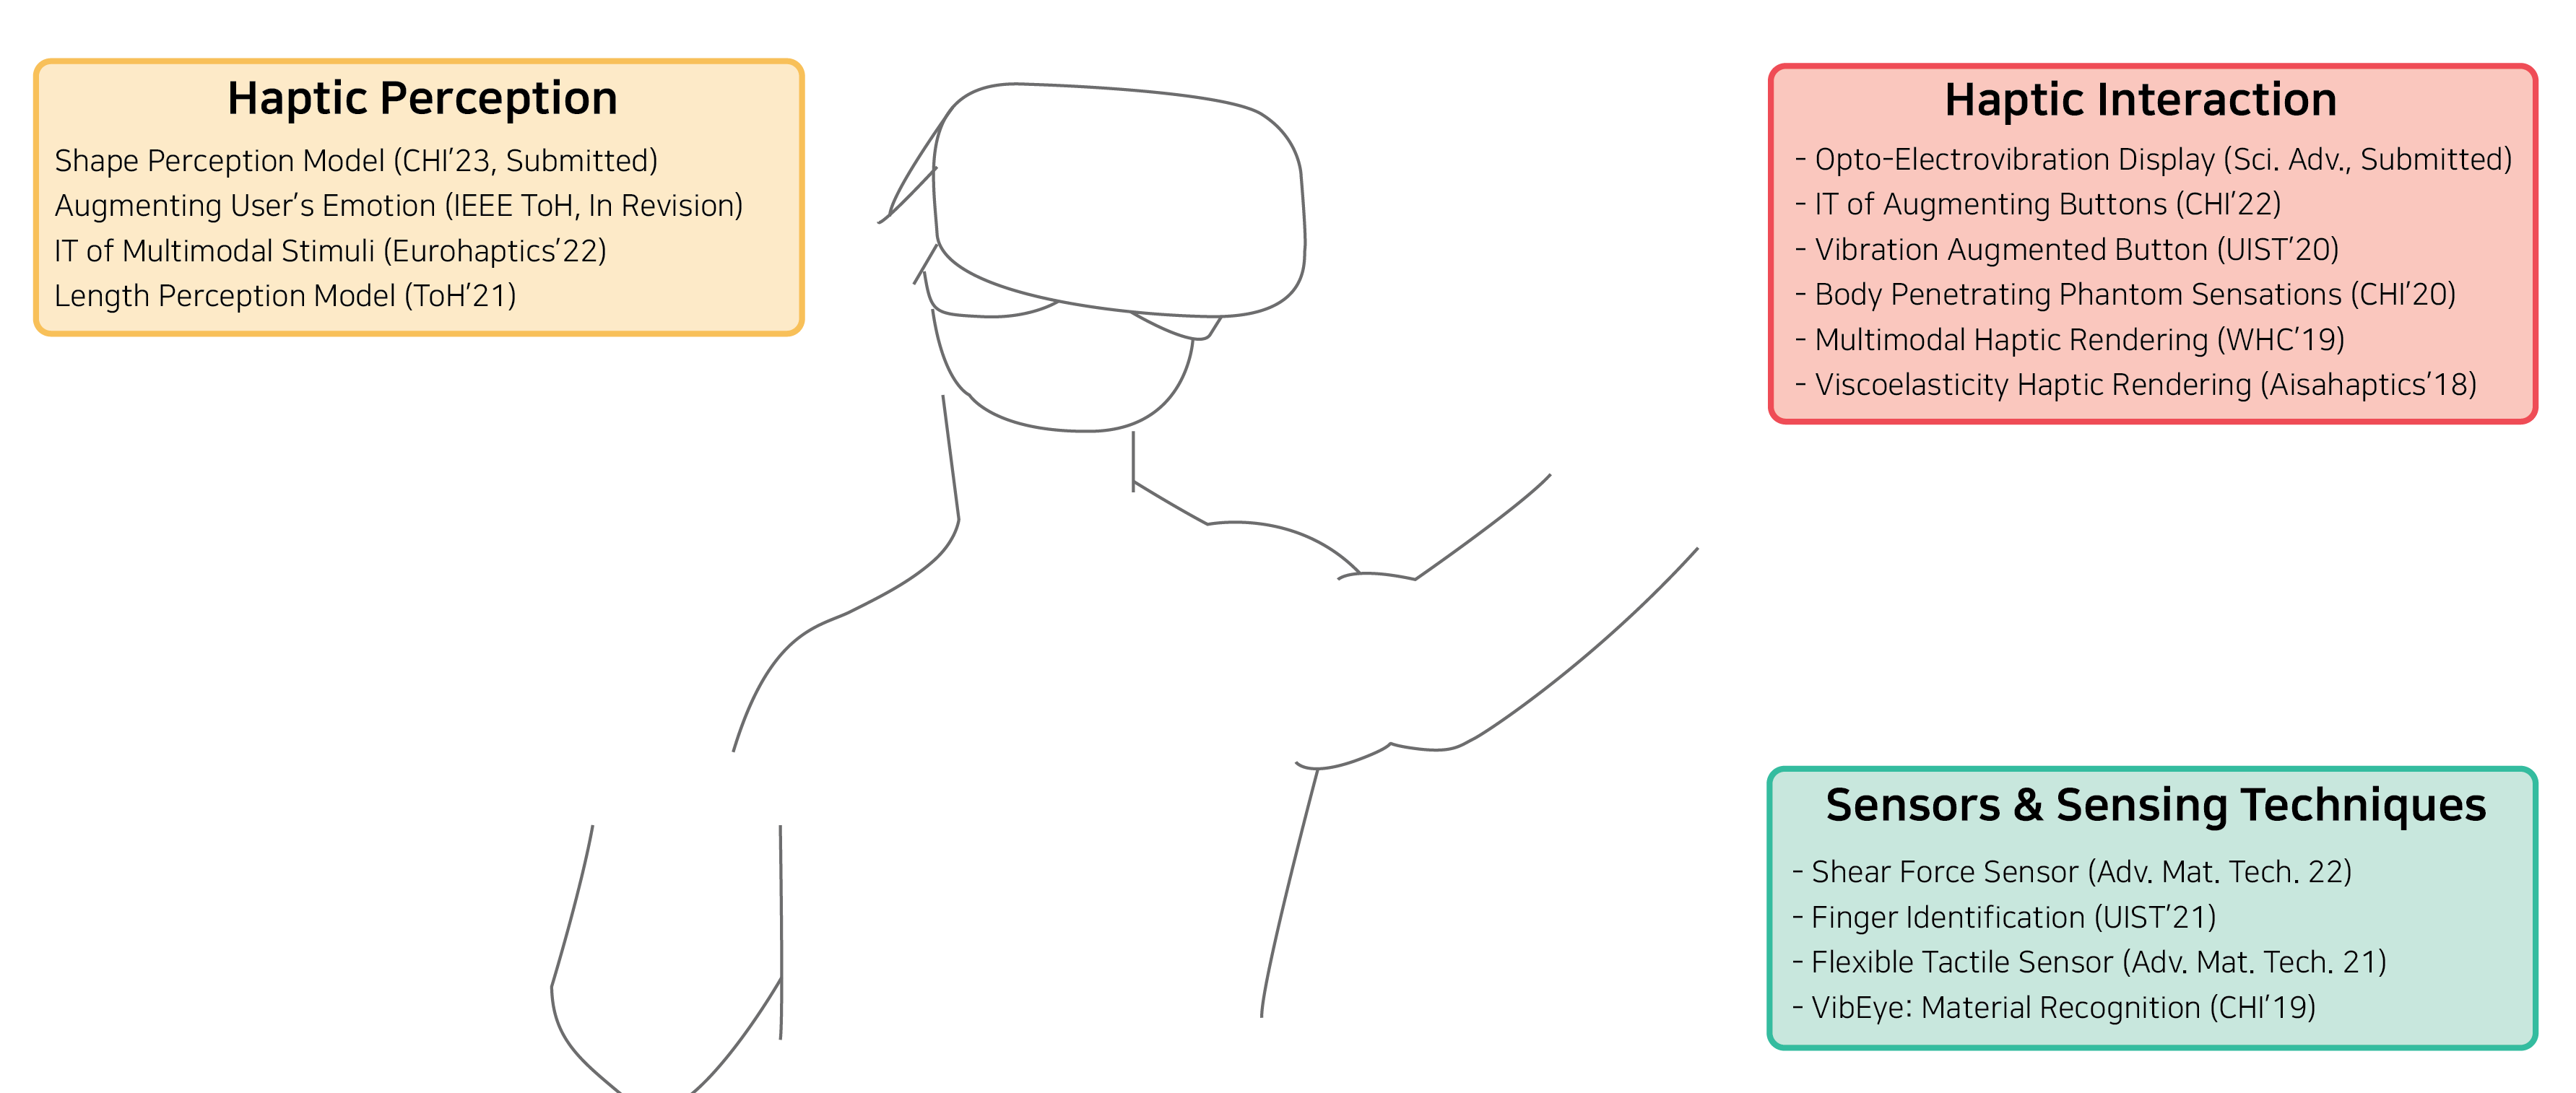 Haptic Perception
Shape Perception Model (CHI'23, Submitted)
Augmenting User's Emotion (IEEE ToH, In Revision)
IT of Multimodal Stimuli (Eurohaptics'22)
Length Perception Model (ToH'21)
Haptic Interaction
- Opto-Electrovibration Display (Sci. Adv., Submitted)
- IT of Augmenting Buttons (CHI'22)
- Vibration Augmented Button (UIST'20)
- Body Penetrating Phantom Sensations (CHI'20)
- Multimodal Haptic Rendering (WHC'19)
- Viscoelasticity Haptic Rendering (Aisahaptics'18)
Sensors & Sensing Techniques
- Shear Force Sensor (Adv. Mat. Tech. 22)
- Finger Identification (UIST'21)
- Flexible Tactile Sensor (Adv. Mat. Tech. 21)
- VibEye: Material Recognition (CHI'19)